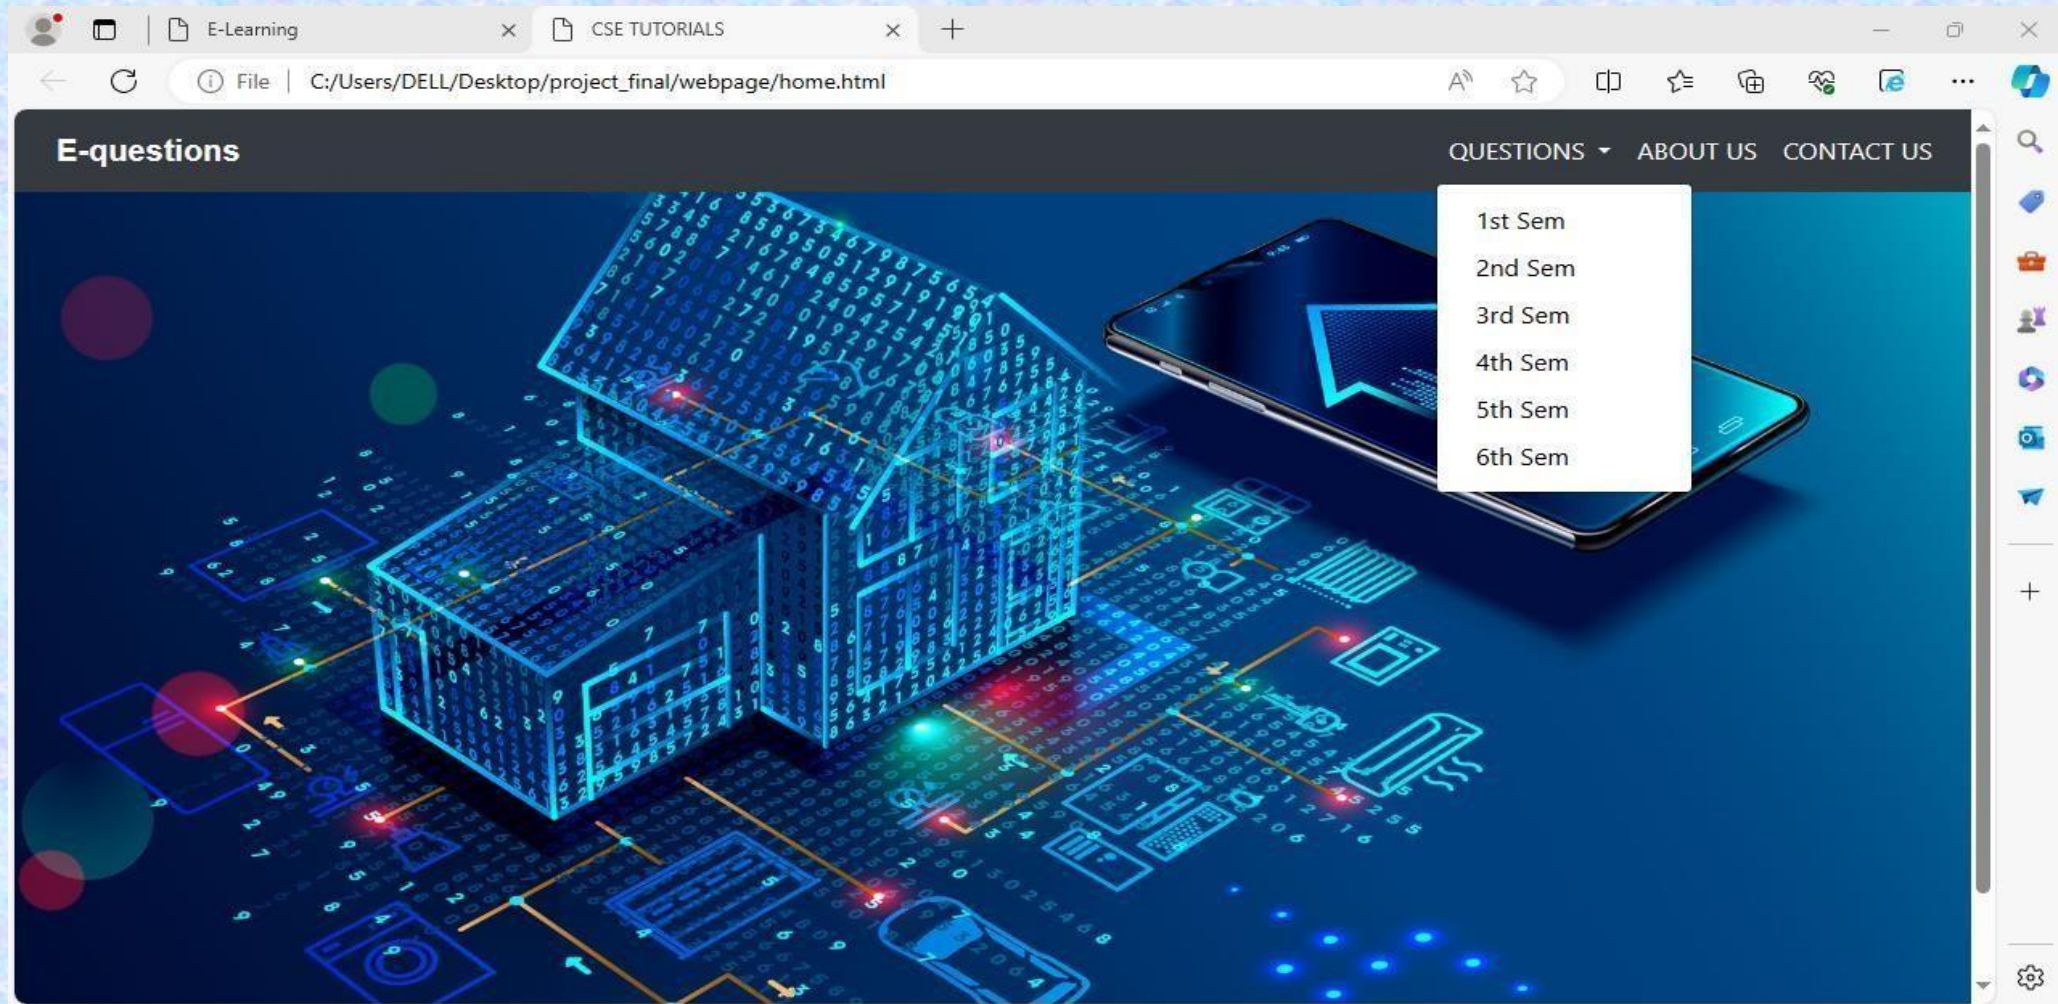 E-Learning
CSE TUTORIALS
File
C:/Users/DELL/Desktop/project_final/webpage/home.html
E-questions
QUESTIONS
ABOUT US
CONTACT US
1st Sem
2nd Sem
3rd Sem
4th Sem
5th Sem
6th Sem